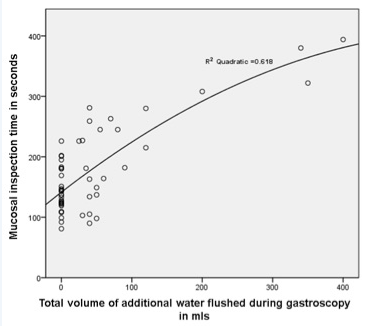 400
R² Quadratic =0.618
300
200
100
0
0 100 200 300 400
Mucosal inspection time in seconds
Total volume of additional water flushed during gastroscopy
in mls